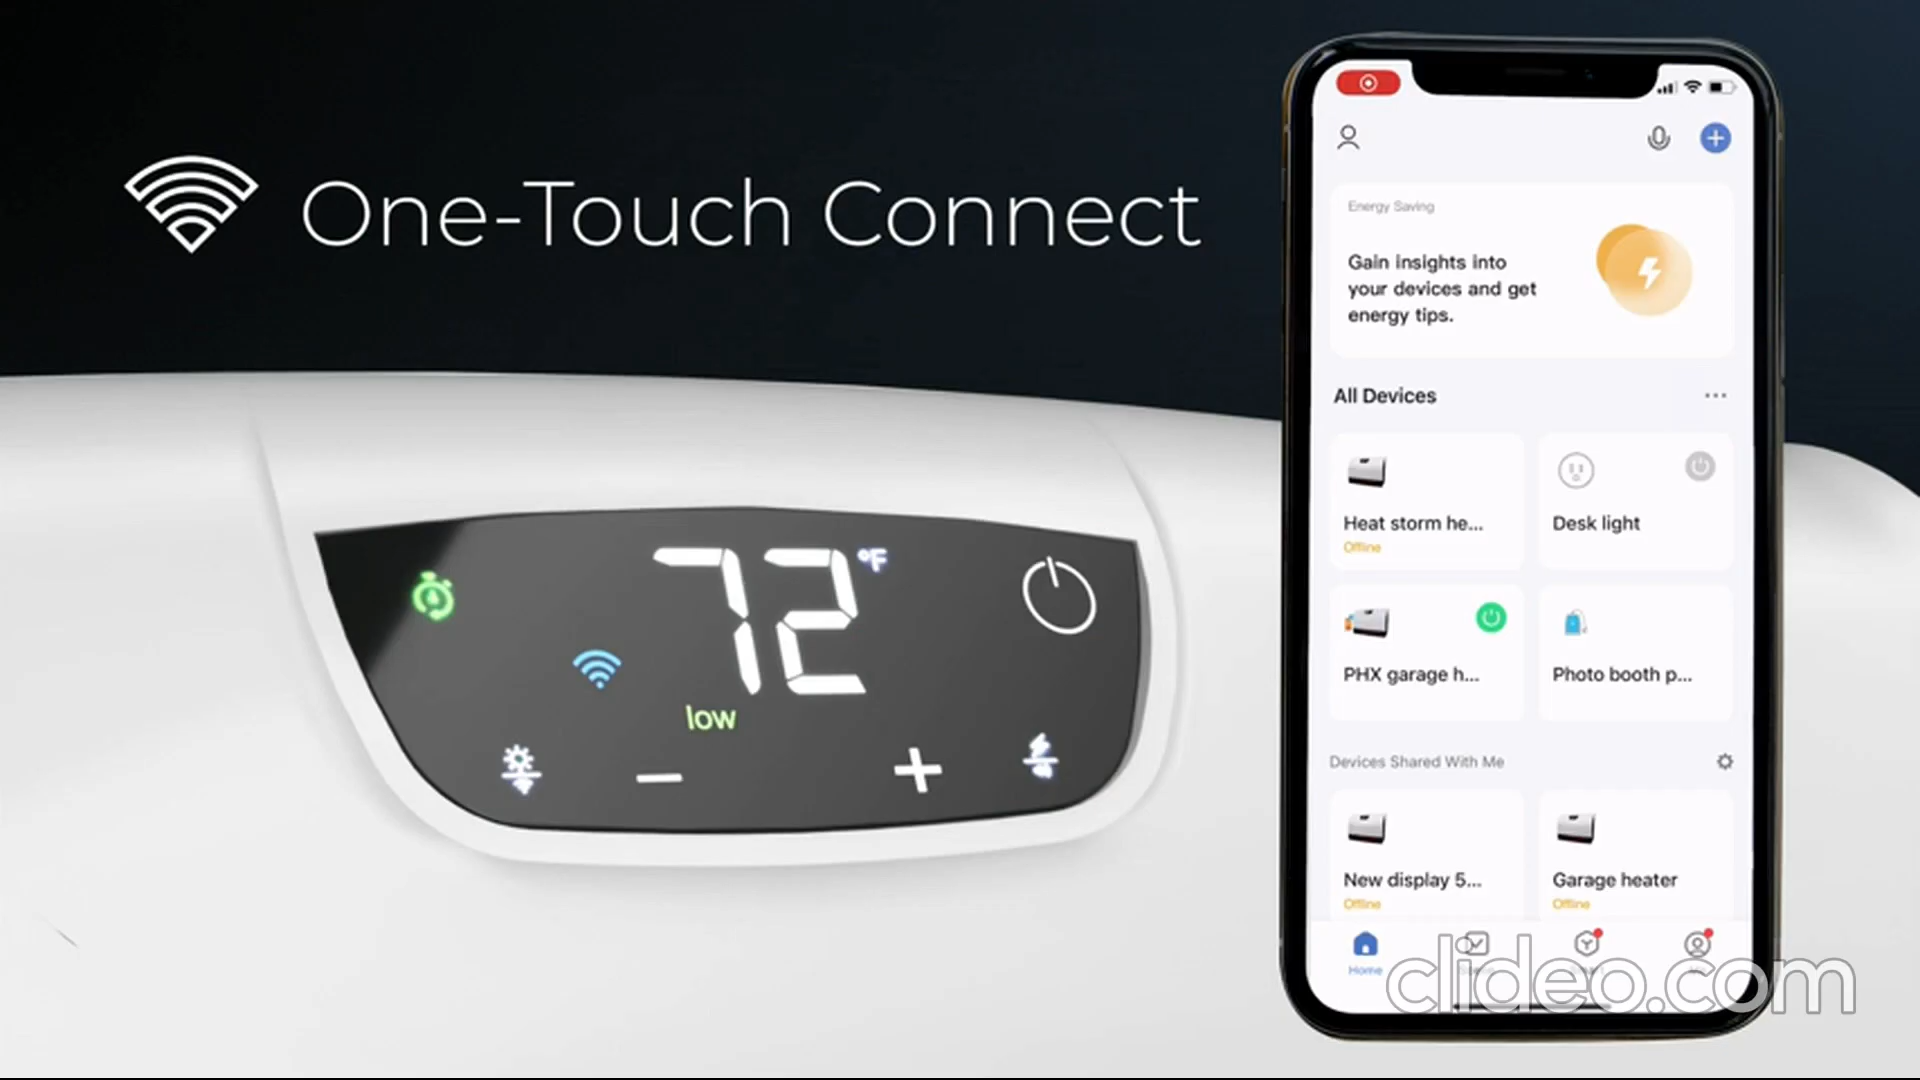 One-Touch Connect
72 °F
low
Energy Saving
Gain insights into
your devices and get
energy tips.
All Devices
Heat storm he...
Offline
Desk light
PHX garage h...
Photo booth p...
Devices Shared With Me
New display 5...
Offline
Garage heater
Offline
Home
clideo.com